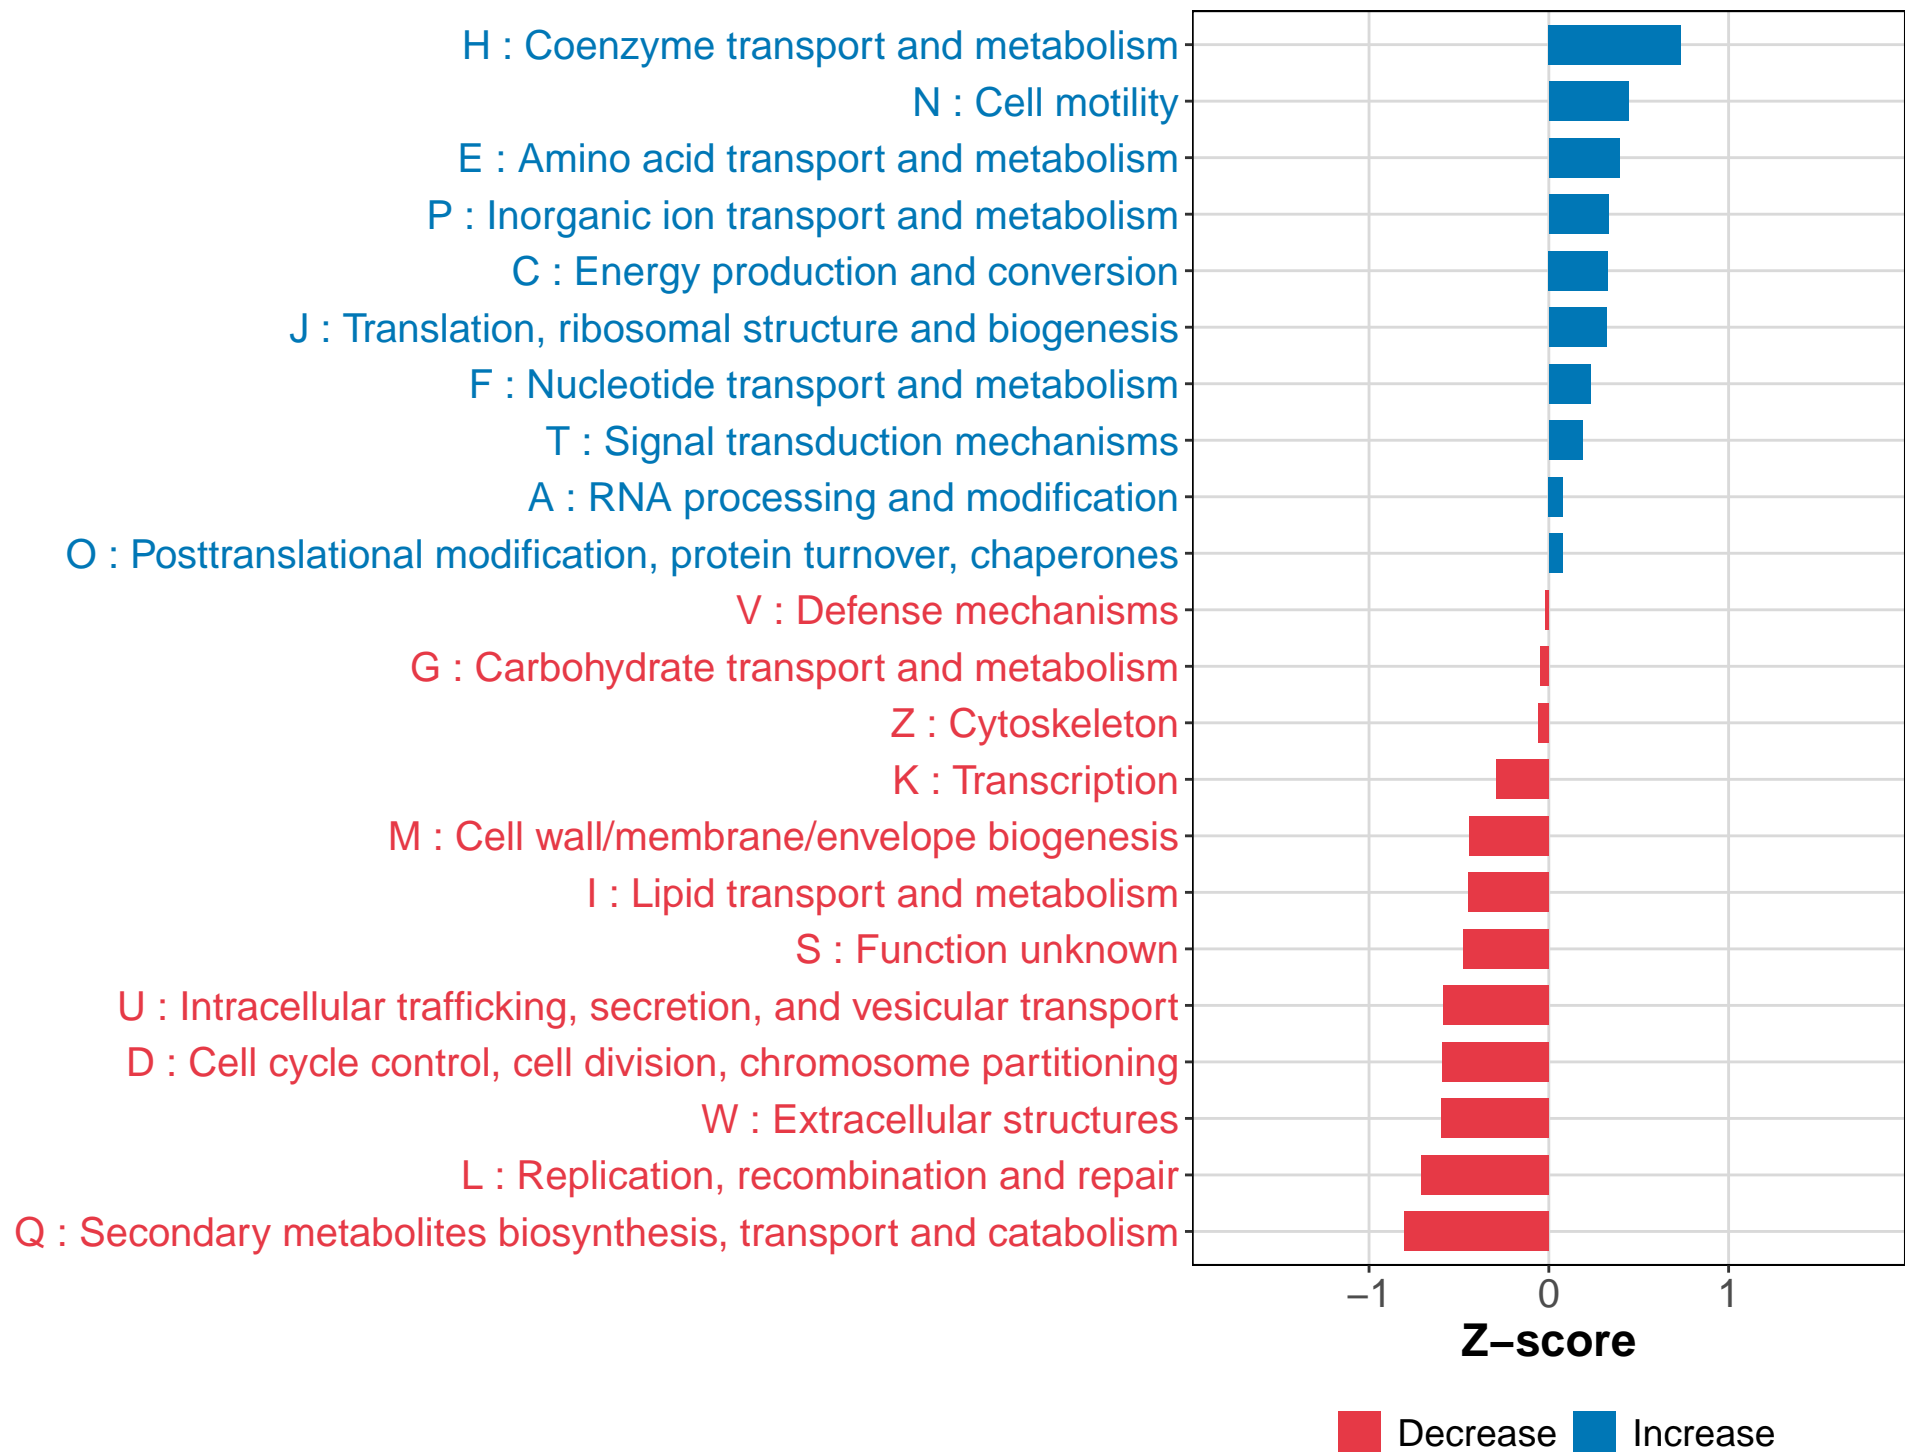 H : Coenzyme transport and metabolism
N : Cell motility
E : Amino acid transport and metabolism
P : Inorganic ion transport and metabolism
C : Energy production and conversion
J : Translation, ribosomal structure and biogenesis
F : Nucleotide transport and metabolism
T : Signal transduction mechanisms
A : RNA processing and modification
O : Posttranslational modification, protein turnover, chaperones
V : Defense mechanisms
G : Carbohydrate transport and metabolism
Z : Cytoskeleton
K : Transcription
M : Cell wall/membrane/envelope biogenesis
I : Lipid transport and metabolism
S : Function unknown
U : Intracellular trafficking, secretion, and vesicular transport
D : Cell cycle control, cell division, chromosome partitioning
W : Extracellular structures
L : Replication, recombination and repair
Q : Secondary metabolites biosynthesis, transport and catabolism
−1 0 1
Z−score
Decrease Increase